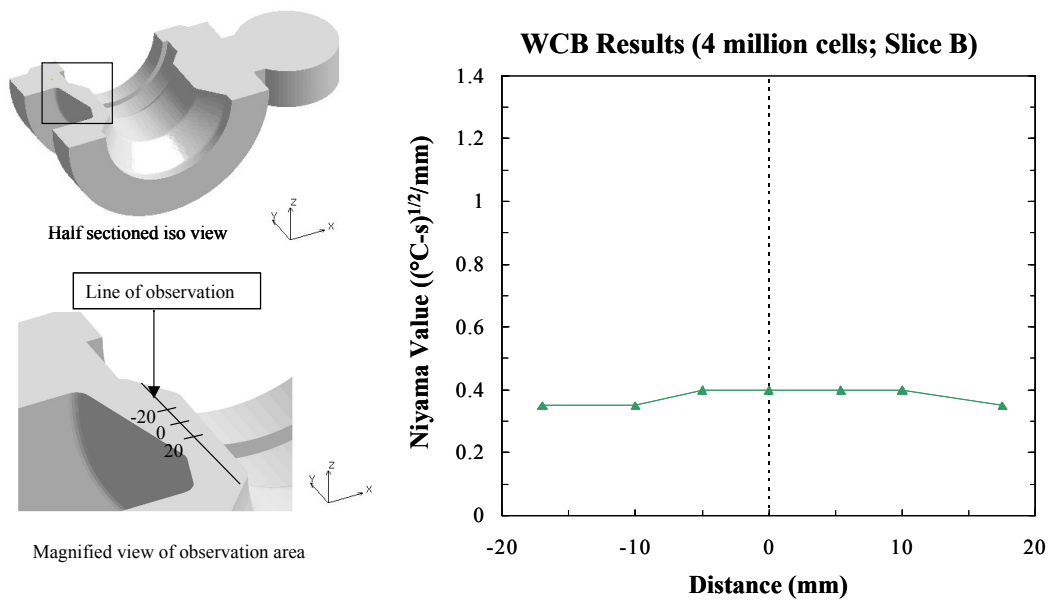 Half sectioned iso view
Z
Y
X
Line of observation
-20
0
20
Z
Y
X
Magnified view of observation area
WCB Results (4 million cells; Slice B)
Niyama Value ((°C-s)^1/2/mm)
1.4
1.2
1
0.8
0.6
0.4
0.2
0
-20 -10 0 10 20
Distance (mm)